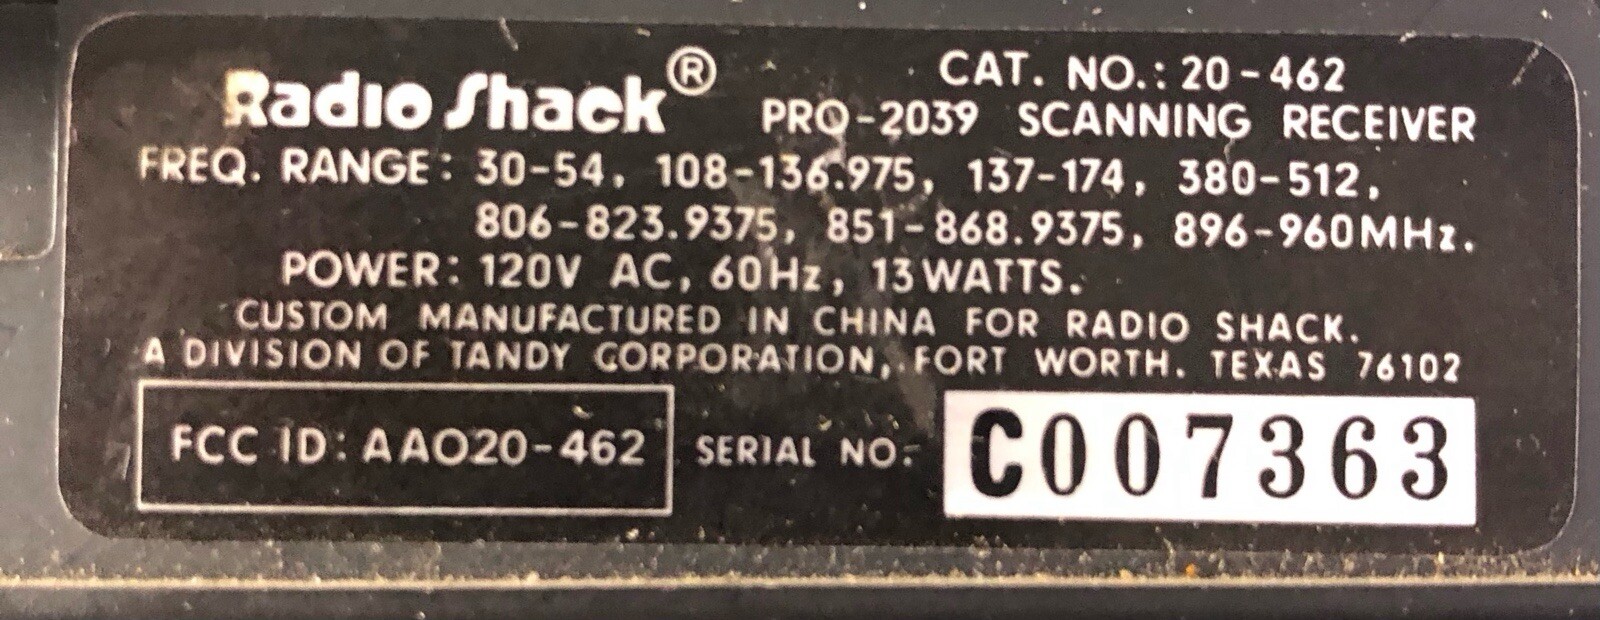 Radio Shack® CAT. NO.: 20-462
PRO-2039 SCANNING RECEIVER
FREQ. RANGE: 30-54, 108-136.975, 137-174, 380-512,
806-823.9375, 851-868.9375, 896-960MHz.
POWER: 120V AC, 60Hz, 13 WATTS.
CUSTOM MANUFACTURED IN CHINA FOR RADIO SHACK.
A DIVISION OF TANDY CORPORATION, FORT WORTH. TEXAS 76102
FCC ID: AAO20-462 SERIAL NO: C007363